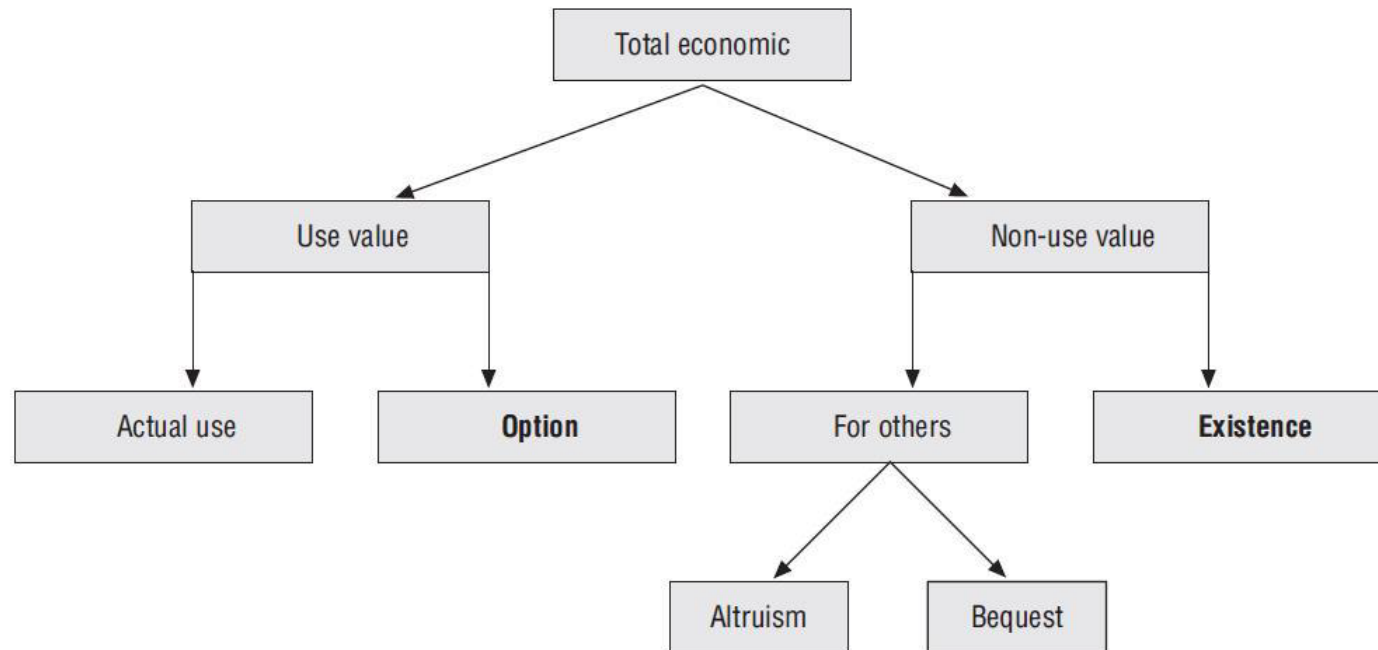 Total economic
Use value
Non-use value
Actual use
Option
For others
Existence
Altruism
Bequest